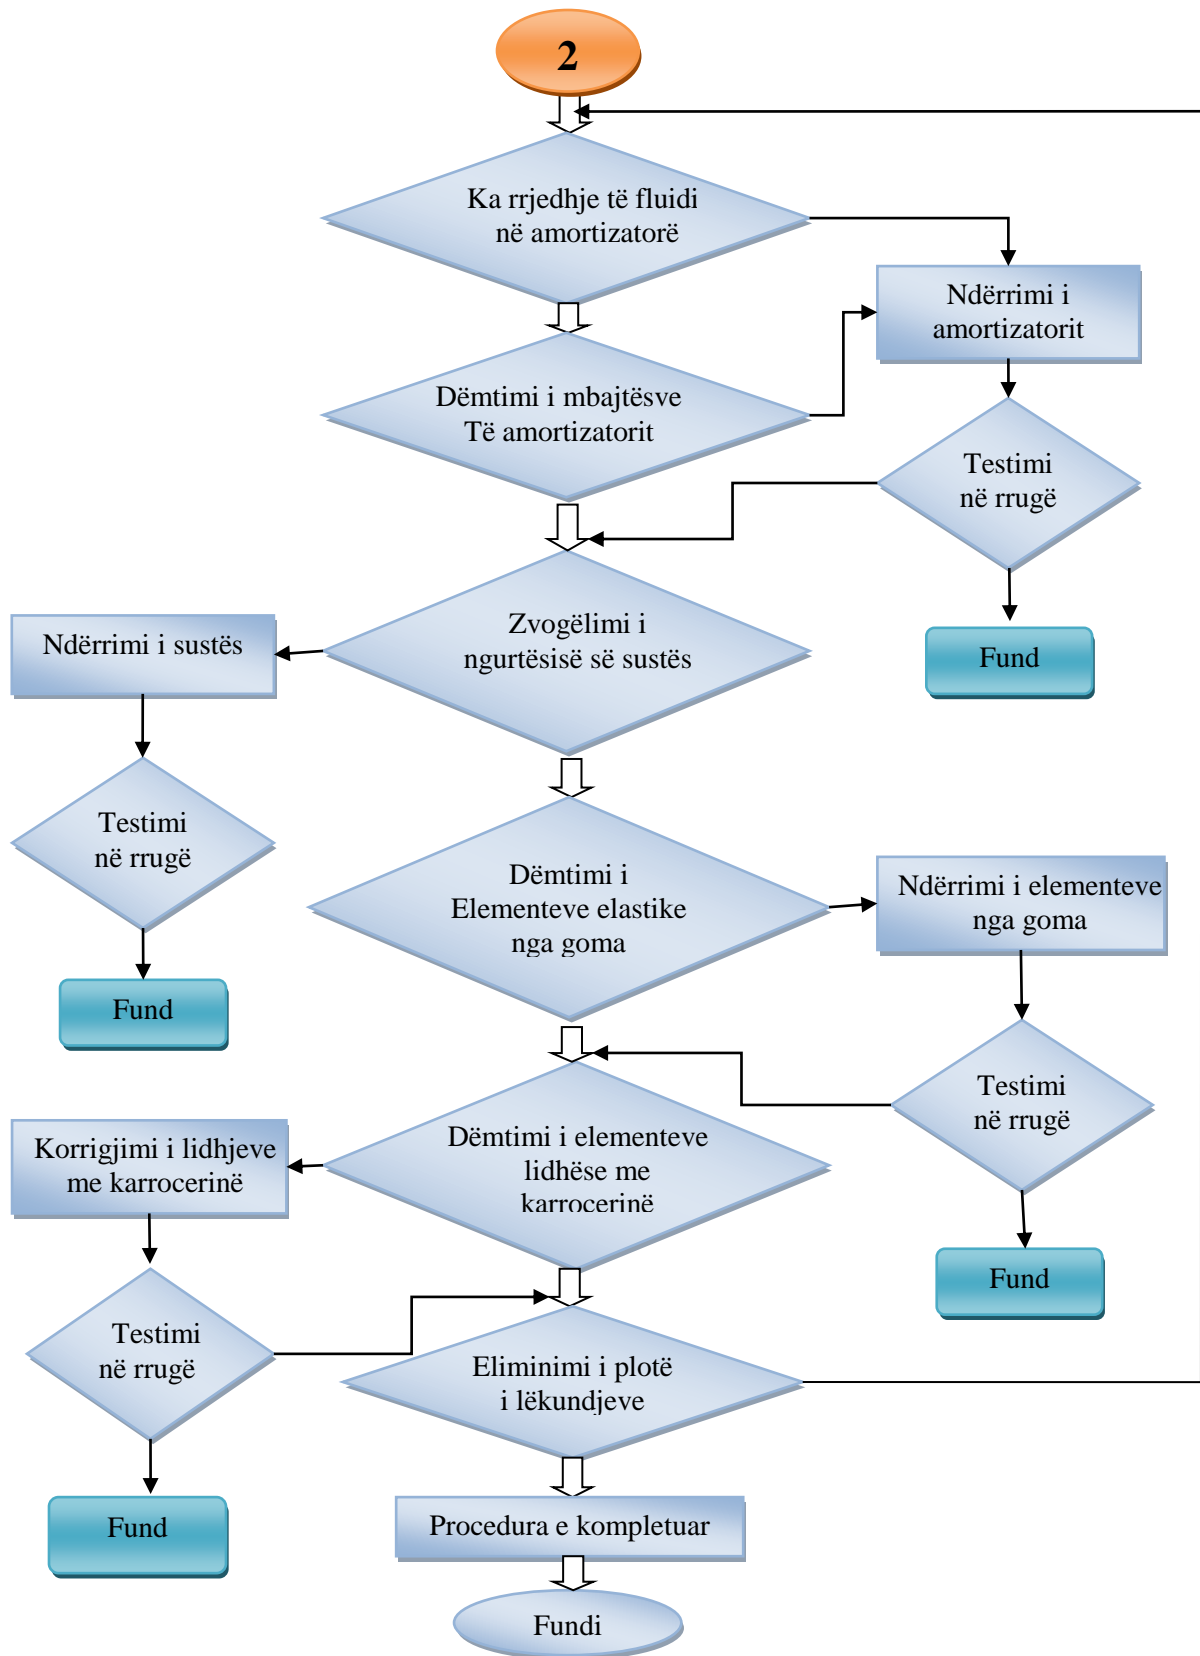 2
Ka rrjedhje të fluidi
në amortizatorë
Ndërrimi i
amortizatorit
Dëmtimi i mbajtësve
Të amortizatorit
Testimi
në rrugë
Fund
Zvogëlimi i
ngurtësisë së sustës
Ndërrimi i sustës
Testimi
në rrugë
Fund
Dëmtimi i
Elementeve elastike
nga goma
Ndërrimi i elementeve
nga goma
Testimi
në rrugë
Fund
Dëmtimi i elementeve
lidhëse me
karrocerinë
Korrigjimi i lidhjeve
me karrocerinë
Testimi
në rrugë
Fund
Eliminimi i plotë
i lëkundjeve
Procedura e kompletuar
Fundi